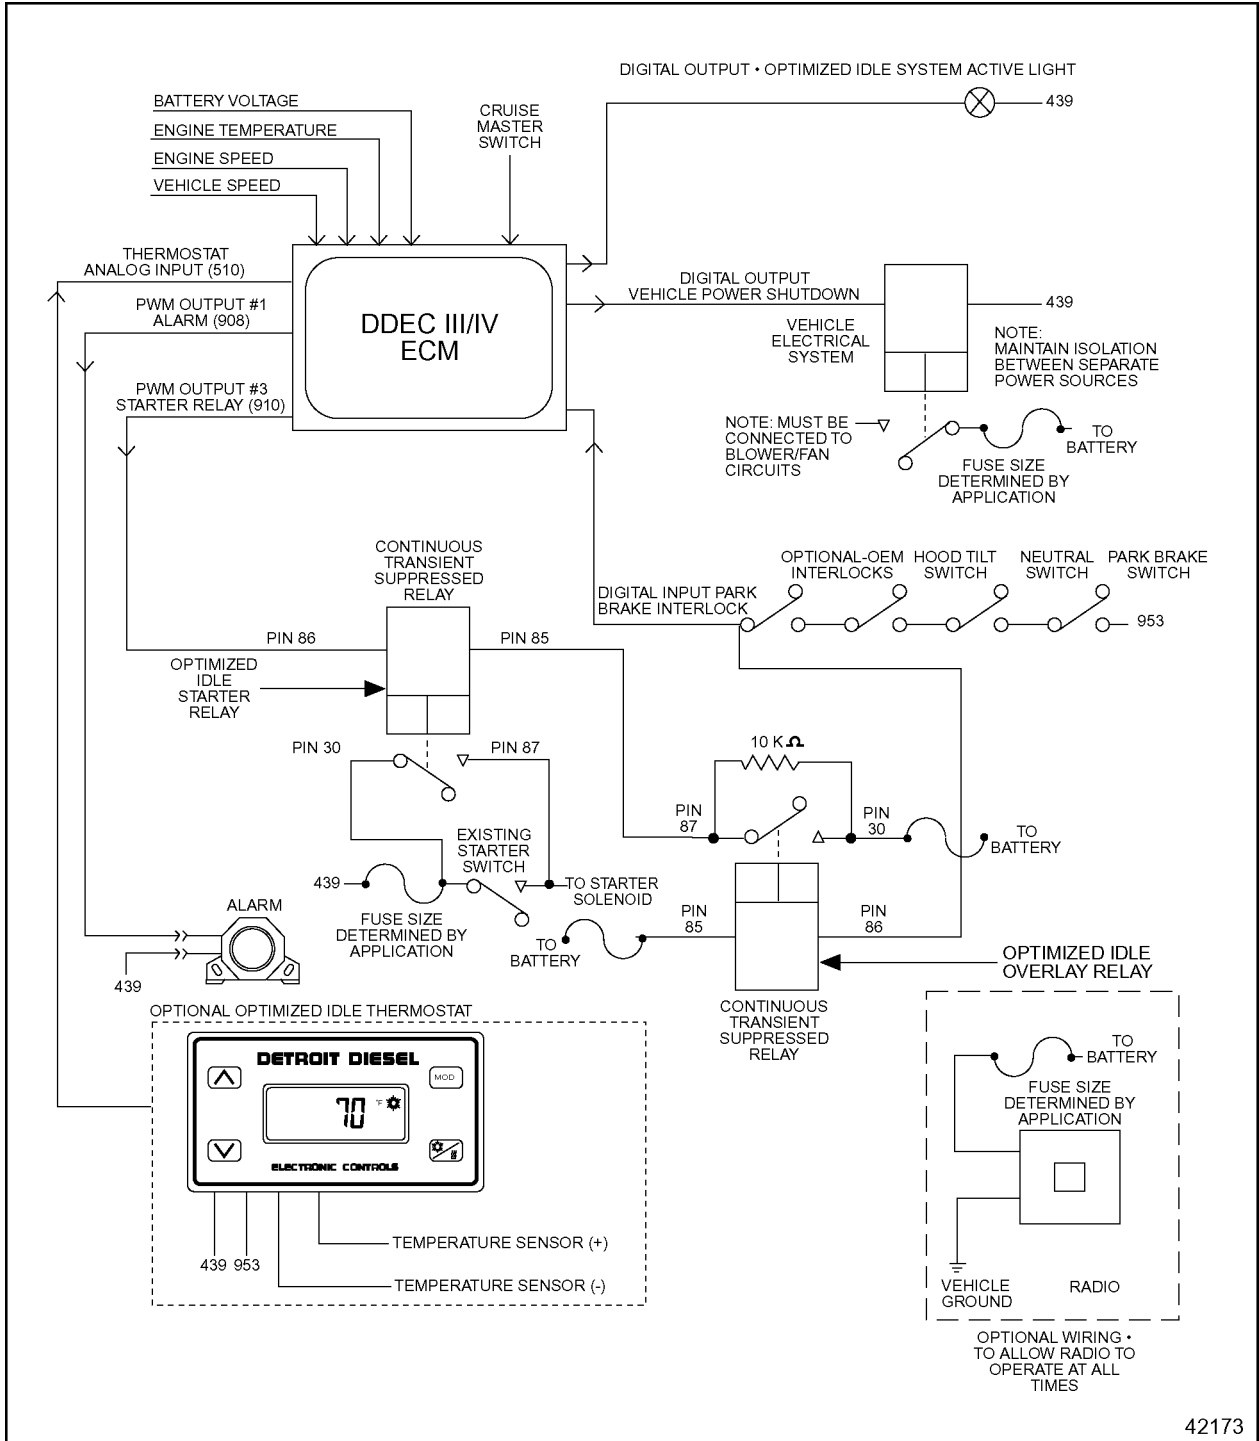 DIGITAL OUTPUT • OPTIMIZED IDLE SYSTEM ACTIVE LIGHT
439
BATTERY VOLTAGE
ENGINE TEMPERATURE
ENGINE SPEED
VEHICLE SPEED
CRUISE
MASTER
SWITCH
THERMOSTAT
ANALOG INPUT (510)
PWM OUTPUT #1
ALARM (908)
PWM OUTPUT #3
STARTER RELAY (910)
DDEC III/IV
ECM
DIGITAL OUTPUT
VEHICLE POWER SHUTDOWN
439
VEHICLE
ELECTRICAL
SYSTEM
NOTE:
MAINTAIN ISOLATION
BETWEEN SEPARATE
POWER SOURCES
NOTE: MUST BE
CONNECTED TO
BLOWER/FAN
CIRCUITS
TO
BATTERY
FUSE SIZE
DETERMINED BY
APPLICATION
CONTINUOUS
TRANSIENT
SUPPRESSED
RELAY
OPTIONAL-OEM
INTERLOCKS
HOOD TILT
SWITCH
NEUTRAL
SWITCH
PARK BRAKE
SWITCH
DIGITAL INPUT PARK
BRAKE INTERLOCK
953
PIN 86
PIN 85
OPTIMIZED
IDLE
STARTER
RELAY
PIN 30
PIN 87
10 K Ω
PIN
87
PIN
30
TO
BATTERY
EXISTING
STARTER
SWITCH
439
TO STARTER
SOLENOID
FUSE SIZE
DETERMINED BY
APPLICATION
TO
BATTERY
PIN
85
PIN
86
ALARM
439
OPTIMIZED IDLE
OVERLAY RELAY
CONTINUOUS
TRANSIENT
SUPPRESSED
RELAY
OPTIONAL OPTIMIZED IDLE THERMOSTAT
DETROIT DIESEL
MOD
70 °F
ELECTRONIC CONTROLS
439 953
TEMPERATURE SENSOR (+)
TEMPERATURE SENSOR (-)
TO
BATTERY
FUSE SIZE
DETERMINED BY
APPLICATION
VEHICLE
GROUND
RADIO
OPTIONAL WIRING •
TO ALLOW RADIO TO
OPERATE AT ALL
TIMES
42173